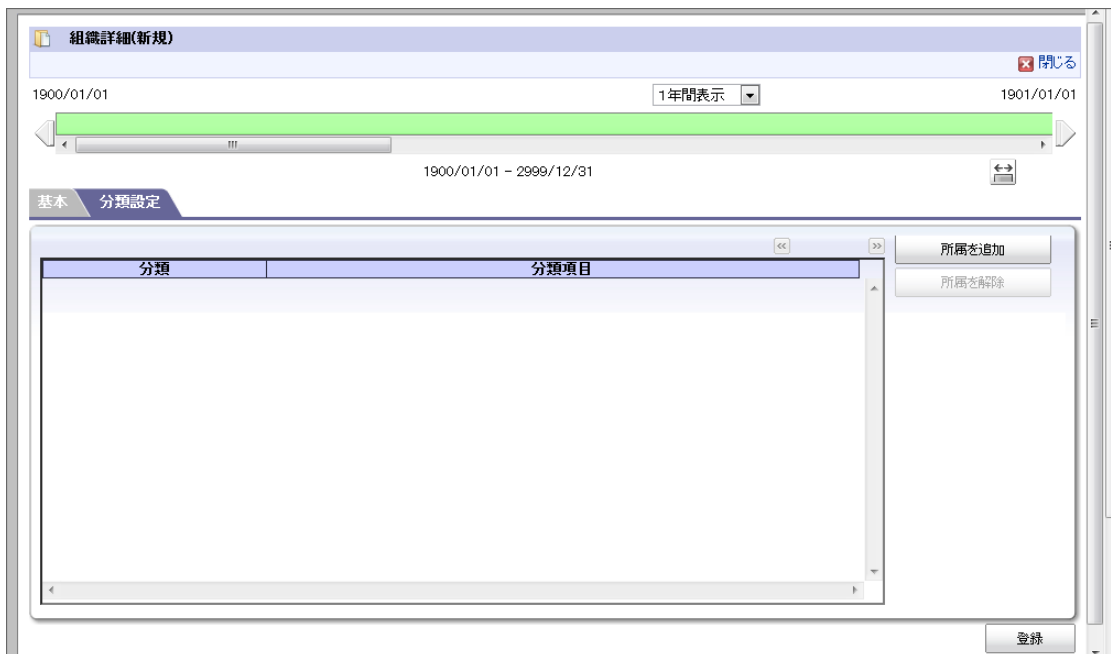 組織詳細(新規)
閉じる
1900/01/01 1年間表示 1901/01/01
1900/01/01 - 2999/12/31
基本 分類設定
所属を追加
分類 分類項目
所属を解除
登録